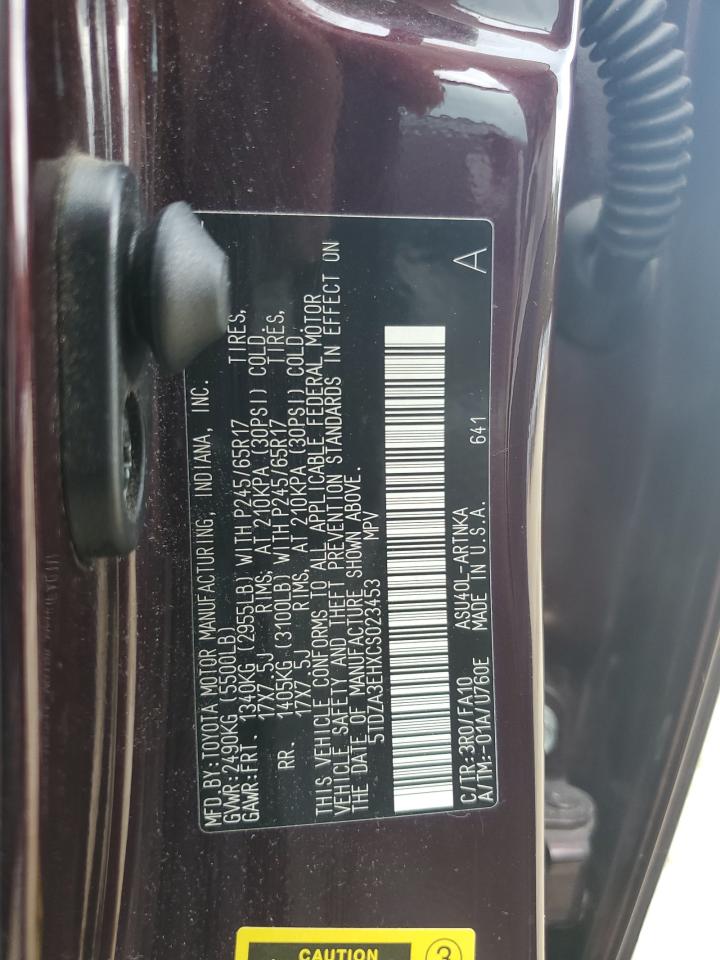 MFD.BY:TOYOTA MOTOR MANUFACTURING, INDIANA, INC.
GVWR:2490KG (5500LB)
GAWR:FRT. 1340KG (2955LB) WITH P245/65R17 TIRES,
17X7.5J RIMS, AT 210KPA (30PSI) COLD
RR. 1405KG (3100LB) WITH P245/65R17 TIRES,
17X7.5J RIMS, AT 210KPA (30PSI) COLD.
THIS VEHICLE CONFORMS TO ALL APPLICABLE FEDERAL MOTOR
VEHICLE SAFETY AND THEFT PREVENTION STANDARDS IN EFFECT ON
THE DATE OF MANUFACTURE SHOWN ABOVE.
5TDZA3EHXCS023453 MPV
C/TR:3R0/FA10 ASU40L-ARTNKA A
A/TM:-01A/U760E MADE IN U.S.A. 641
CAUTION 3